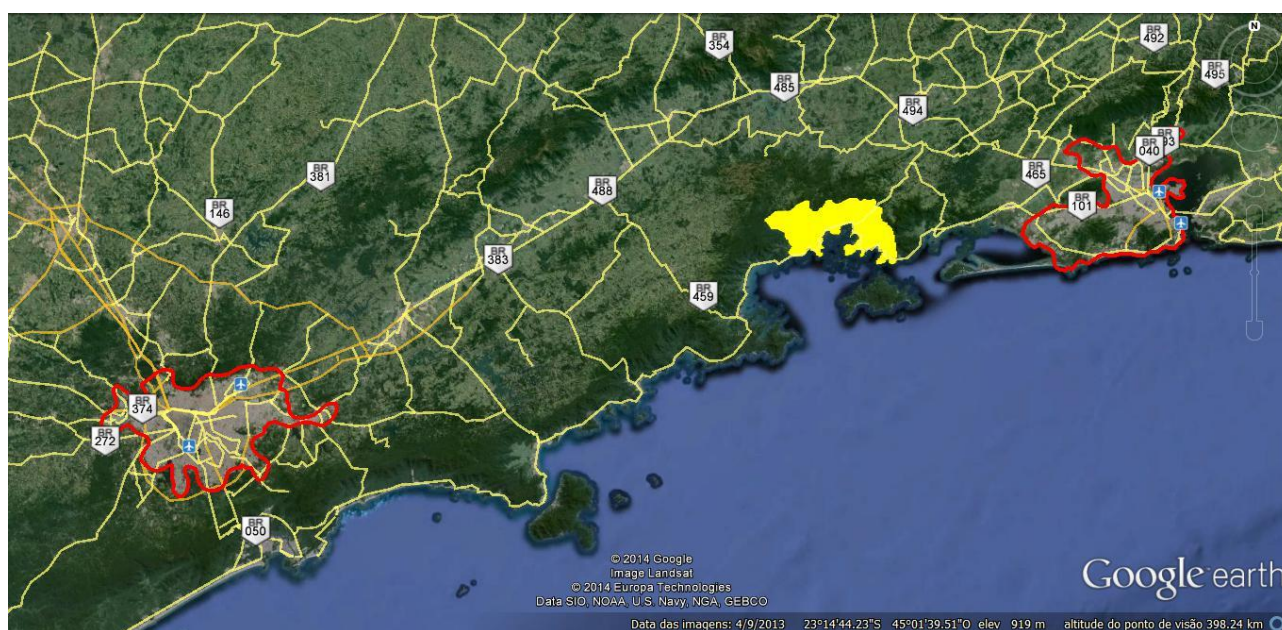 N
BR
354
BR
492
BR
495
BR
485
BR
494
BR
040
93
BR
381
BR
465
BR
488
BR
101
BR
146
BR
383
BR
459
BR
374
BR
272
BR
050
© 2014 Google
Image Landsat
© 2014 Europa Technologies
Data SIO, NOAA, U.S. Navy, NGA, GEBCO
Google earth
Data das imagens: 4/9/2013 23°14'44.23"S 45°01'39.51"O elev 919 m altitude do ponto de visão 398.24 km